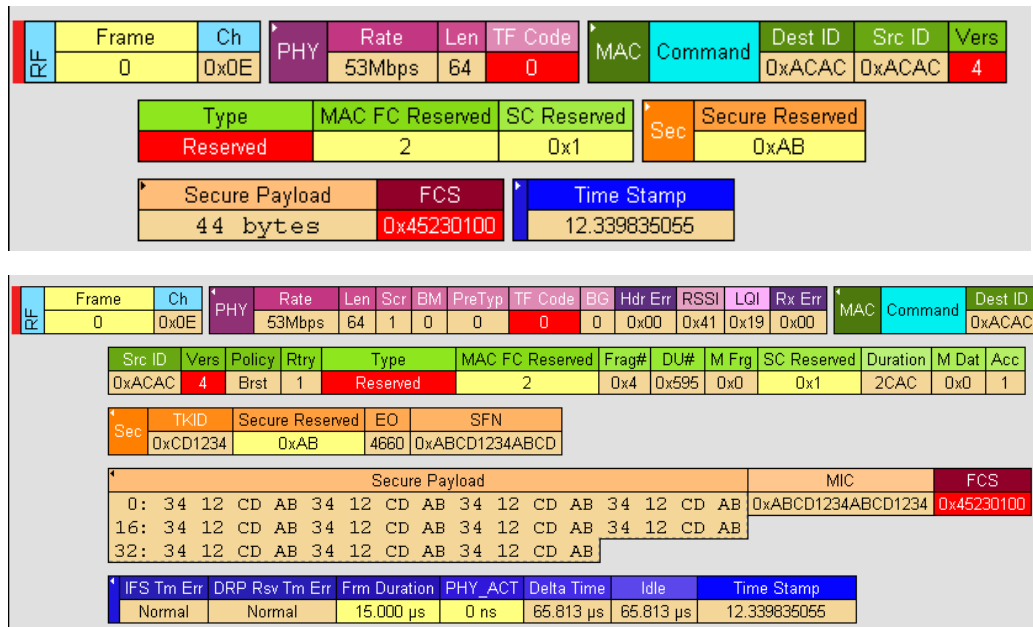 RF Frame Ch PHY Rate Len TF Code MAC Command Dest ID Src ID Vers
0 0x0E 53Mbps 64 0 0xACAC 0xACAC 4
Type MAC FC Reserved SC Reserved Sec Secure Reserved
Reserved 2 0x1 0xAB
Secure Payload FCS Time Stamp
44 bytes 0x45230100 12.339835055
RF Frame Ch PHY Rate Len Scr BM PreTyp TF Code BG Hdr Err RSSI LQI Rx Err MAC Command Dest ID
0 0x0E 53Mbps 64 1 0 0 0 0 0x00 0x41 0x19 0x00 0xACAC
Src ID Vers Policy Rtry Type MAC FC Reserved Frag# DU# M Frg SC Reserved Duration M Dat Acc
0xACAC 4 Brst 1 Reserved 2 0x4 0x595 0x0 0x1 2CAC 0x0 1
Sec TKID Secure Reserved EO SFN
0xCD1234 0xAB 4660 0xABCD1234ABCD
Secure Payload MIC FCS
0: 34 12 CD AB 34 12 CD AB 34 12 CD AB 34 12 CD AB 0xABCD1234ABCD1234 0x45230100
16: 34 12 CD AB 34 12 CD AB 34 12 CD AB 34 12 CD AB
32: 34 12 CD AB 34 12 CD AB 34 12 CD AB
IFS Tm Err DRP Rsv Tm Err Frm Duration PHY_ACT Delta Time Idle Time Stamp
Normal Normal 15.000 µs 0 ns 65.813 µs 65.813 µs 12.339835055